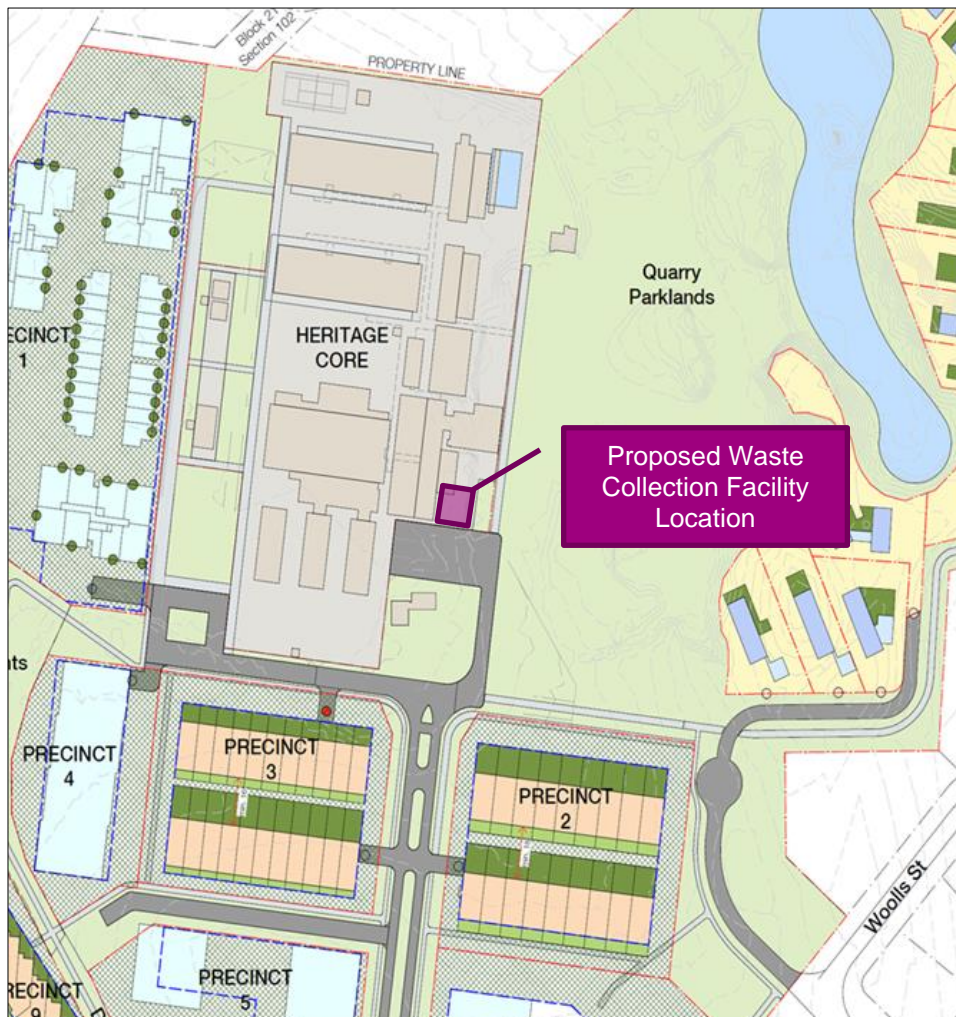 Block 21
Section 102
PROPERTY LINE
Quarry
Parklands
HERITAGE
CORE
ECINCT
1
Proposed Waste
Collection Facility
Location
nts
PRECINCT
4
PRECINCT
3
PRECINCT
2
Woolls St
PRECINCT
5
RECINCT
9